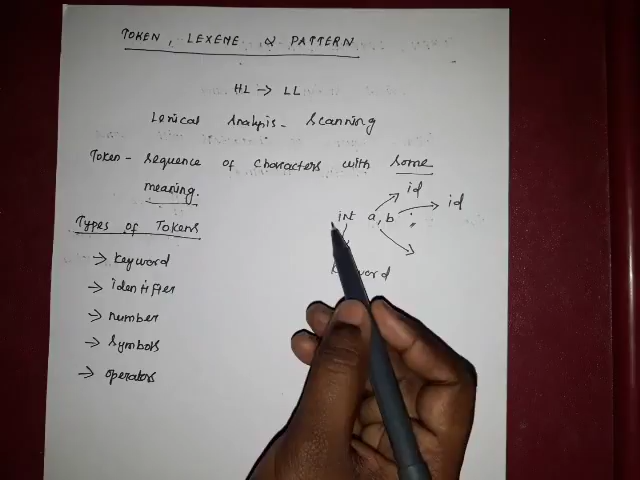 TOKEN, LEXEME & PATTERN
HL → LL
Lexical Analysis - Scanning
Token - sequence of characters with some
meaning.
Types of Tokens
→ keyword
→ identifier
→ number
→ symbols
→ operators
id
id
int a, b ;